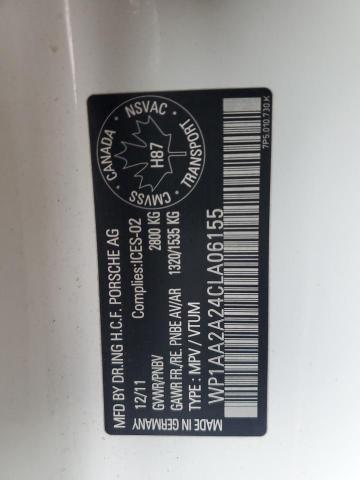 MFD BY DR.ING H.C.F. PORSCHE AG
12/11 Complies:ICES-02
GVWR/PNBV 2800 KG
GAWR FR./RE. PNBE AV/AR 1320/1535 KG
TYPE : MPV / VTUM
WP1AA2A24CLA06155
MADE IN GERMANY
CANADA
NSVAC
TRANSPORT
CMVSS
H87
7P5.010.730 K